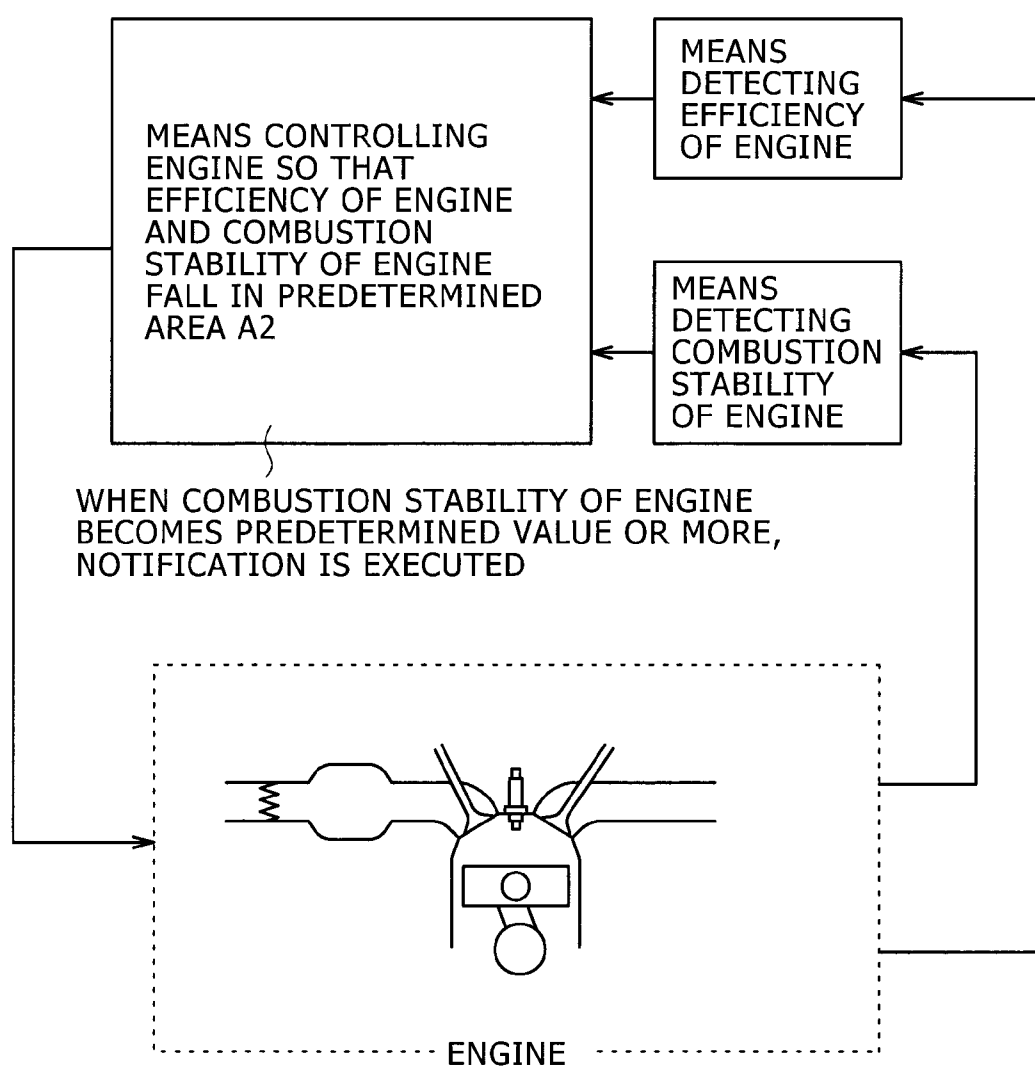 MEANS CONTROLLING
ENGINE SO THAT
EFFICIENCY OF ENGINE
AND COMBUSTION
STABILITY OF ENGINE
FALL IN PREDETERMINED
AREA A2
MEANS
DETECTING
EFFICIENCY
OF ENGINE
MEANS
DETECTING
COMBUSTION
STABILITY
OF ENGINE
WHEN COMBUSTION STABILITY OF ENGINE
BECOMES PREDETERMINED VALUE OR MORE,
NOTIFICATION IS EXECUTED
ENGINE